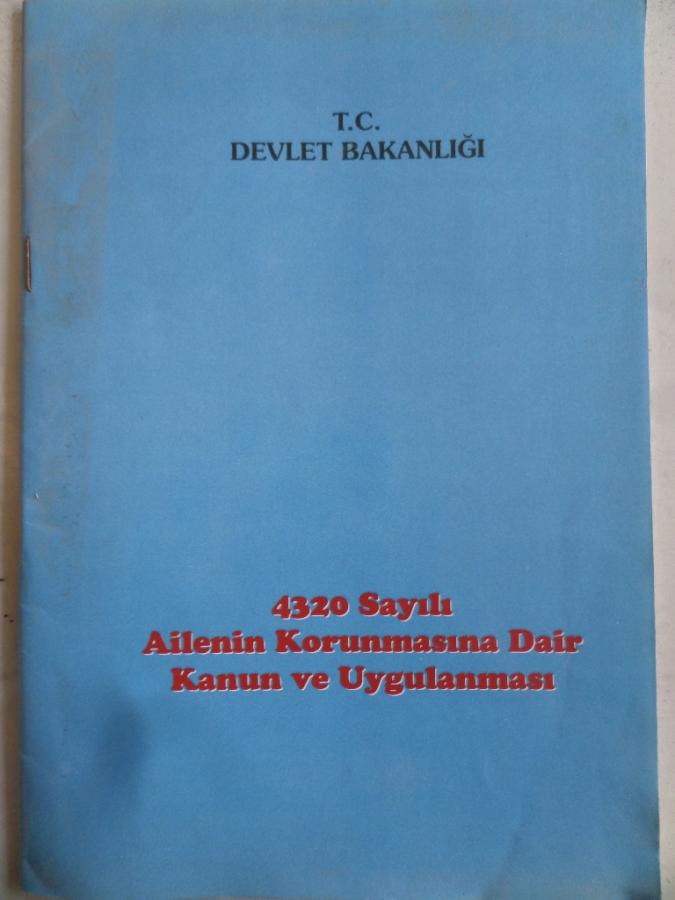 T.C.
DEVLET BAKANLIĞI
4320 Sayılı
Ailenin Korunmasına Dair
Kanun ve Uygulanması